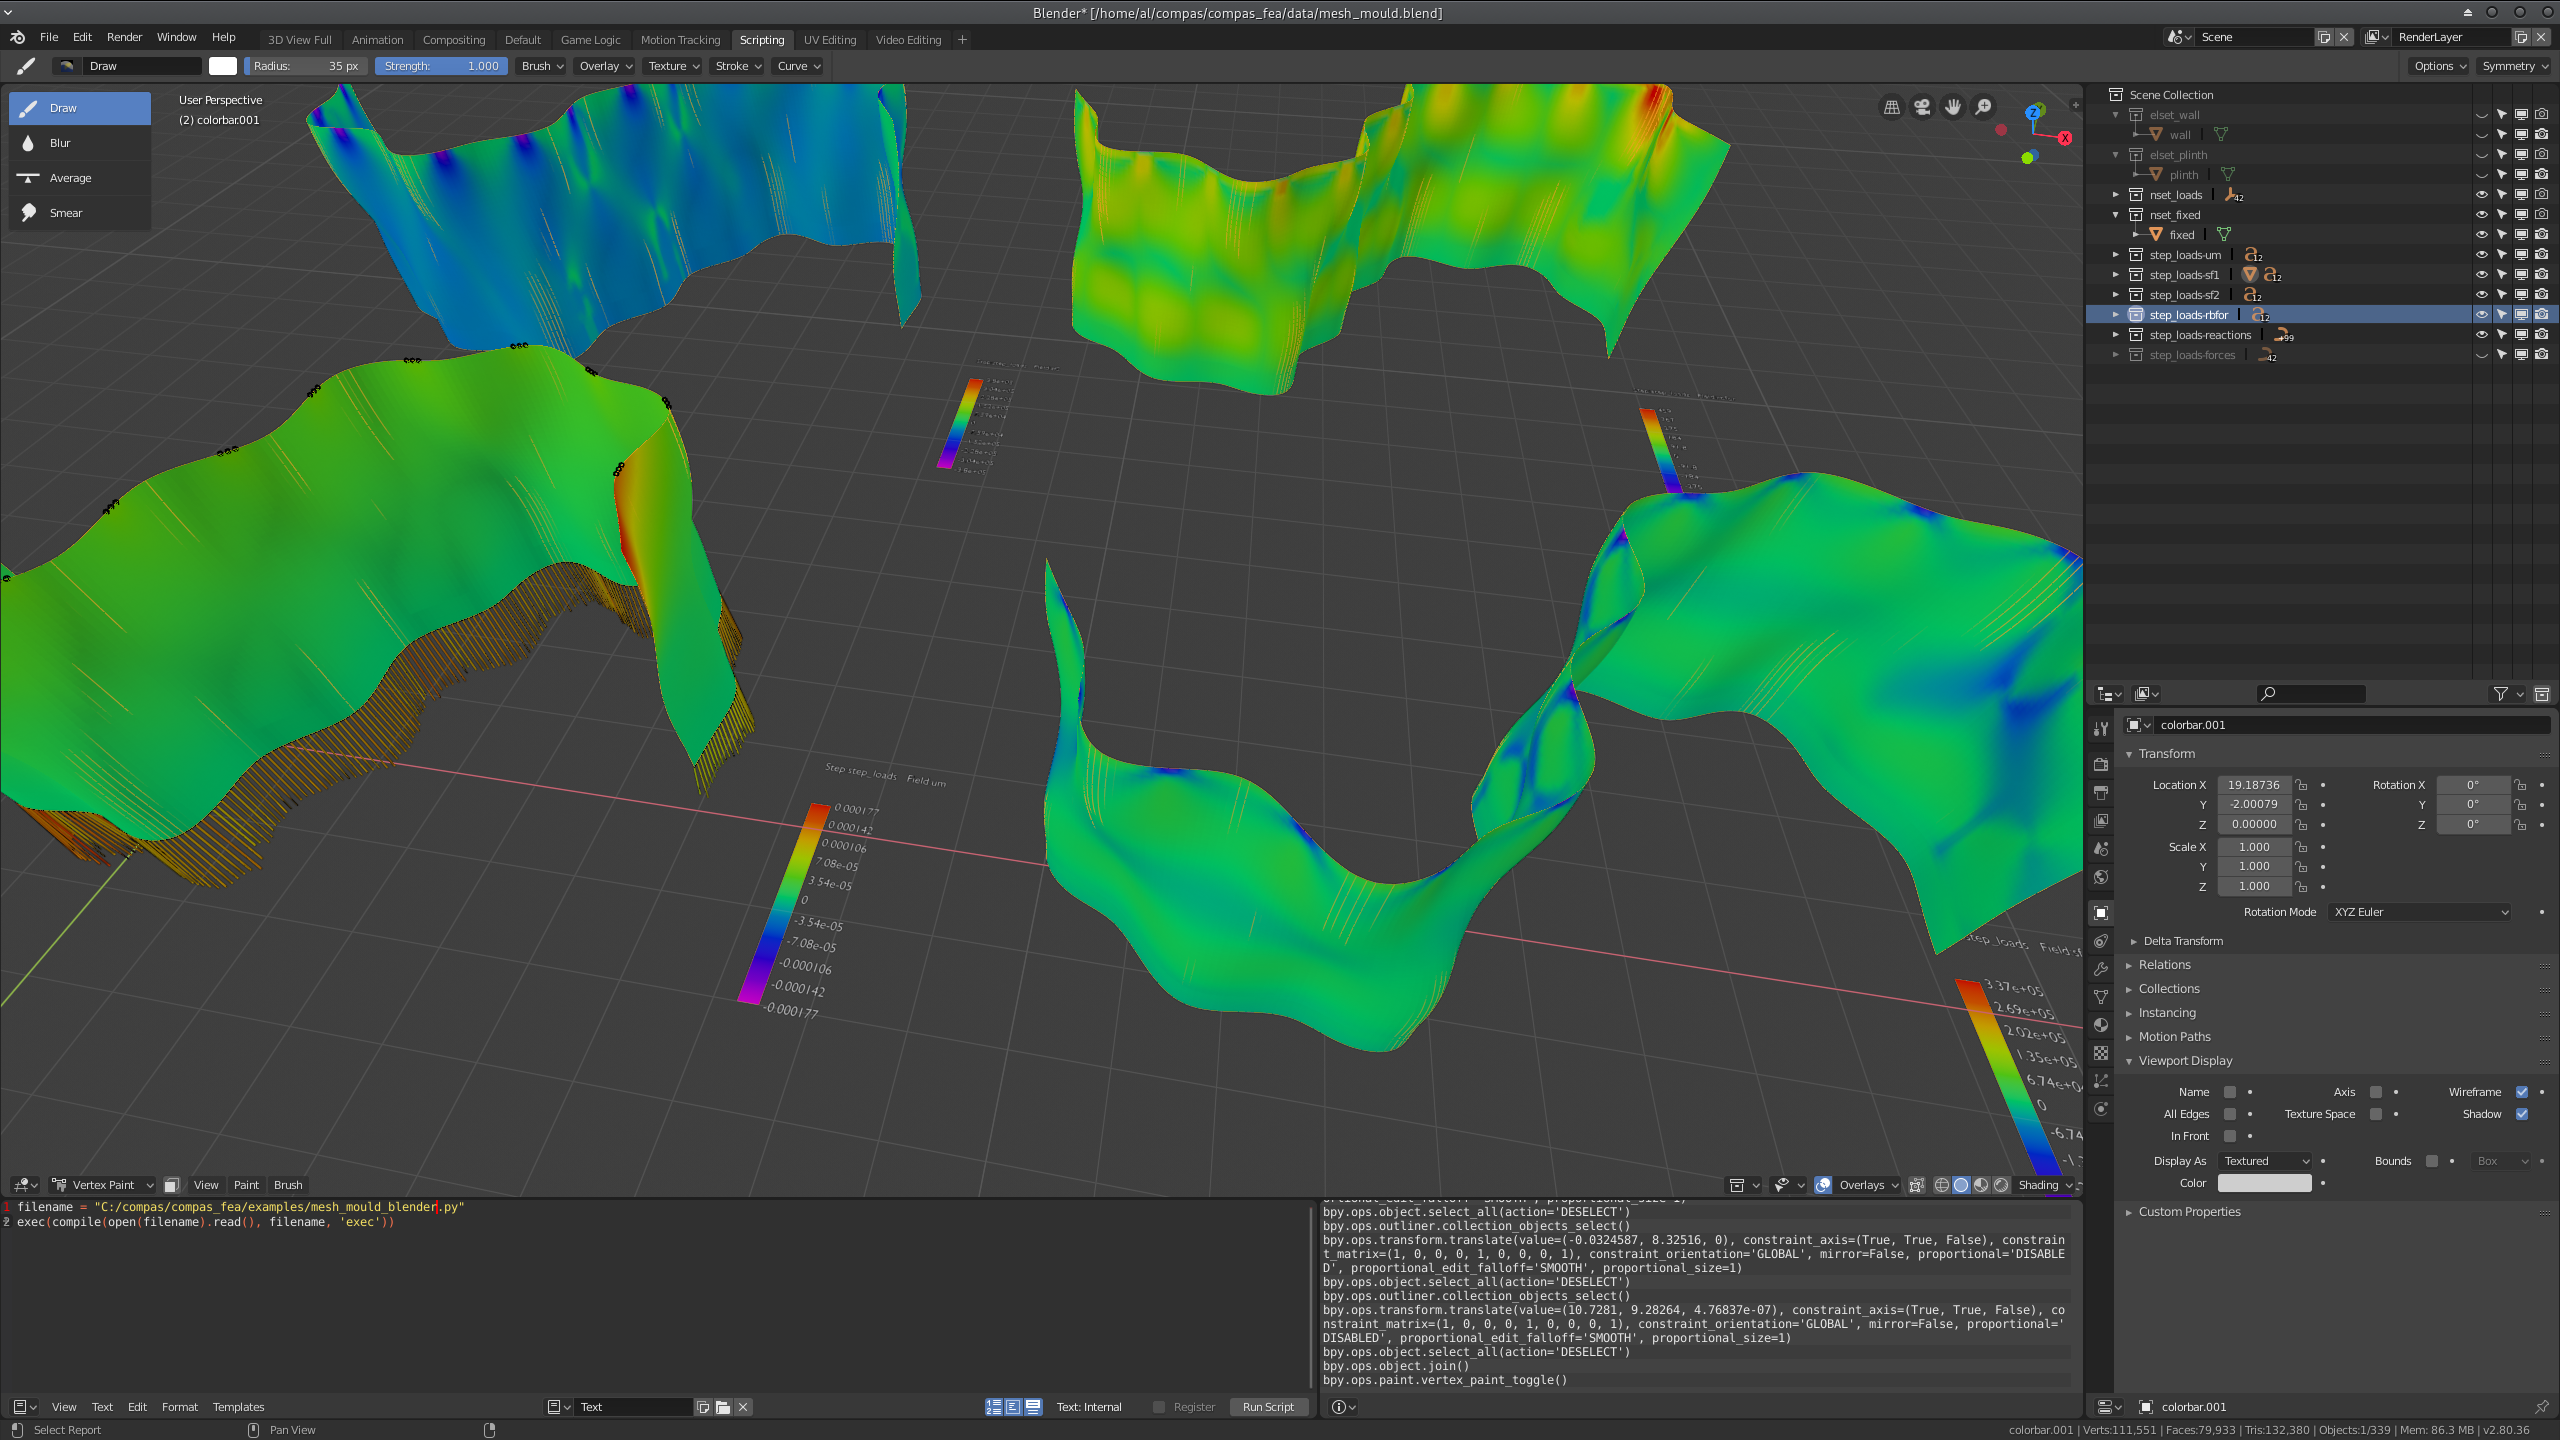 Blender* [/home/al/compas/compas_fea/data/mesh_mould.blend]
File Edit Render Window Help 3D View Full Animation Compositing Default Game Logic Motion Tracking Scripting UV Editing Video Editing + Scene RenderLayer
Draw Radius: 35 px Strength: 1.000 Brush Overlay Texture Stroke Curve Options Symmetry
Draw
Blur
Average
Smear
User Perspective
(2) colorbar.001
Z
X
Step step_loads Field um
0.000177
0.000142
0.000106
7.08e-05
3.54e-05
0
-3.54e-05
-7.08e-05
-0.000106
-0.000142
-0.000177
3.37e+05
2.69e+05
2.02e+05
1.35e+05
0
Scene Collection
elset_wall
wall
elset_plinth
plinth
nset_loads 42
nset_fixed
fixed
step_loads-um 12
step_loads-sf1 12
step_loads-sf2 12
step_loads-rbfor 12
step_loads-reactions +99
step_loads-forces 42
colorbar.001
Transform
Location X 19.18736 Rotation X 0°
Y -2.00079 Y 0°
Z 0.00000 Z 0°
Scale X 1.000
Y 1.000
Z 1.000
Rotation Mode XYZ Euler
Delta Transform
Relations
Collections
Instancing
Motion Paths
Viewport Display
Name Axis Wireframe
All Edges Texture Space Shadow
In Front
Display As Textured Bounds Box
Color
Custom Properties
Vertex Paint View Paint Brush Overlays Shading
1 filename = "C:/compas/compas_fea/examples/mesh_mould_blender.py"
2 exec(compile(open(filename).read(), filename, 'exec'))
bpy.ops.object.select_all(action='DESELECT')
bpy.ops.outliner.collection_objects_select()
bpy.ops.transform.translate(value=(-0.0324587, 8.32516, 0), constraint_axis=(True, True, False), constrain
t_matrix=(1, 0, 0, 0, 1, 0, 0, 0, 1), constraint_orientation='GLOBAL', mirror=False, proportional='DISABLE
D', proportional_edit_falloff='SMOOTH', proportional_size=1)
bpy.ops.object.select_all(action='DESELECT')
bpy.ops.outliner.collection_objects_select()
bpy.ops.transform.translate(value=(10.7281, 9.28264, 4.76837e-07), constraint_axis=(True, True, False), co
nstraint_matrix=(1, 0, 0, 0, 1, 0, 0, 0, 1), constraint_orientation='GLOBAL', mirror=False, proportional='
DISABLED', proportional_edit_falloff='SMOOTH', proportional_size=1)
bpy.ops.object.select_all(action='DESELECT')
bpy.ops.object.join()
bpy.ops.paint.vertex_paint_toggle()
View Text Edit Format Templates Text Text: Internal Register Run Script
colorbar.001
Select Report Pan View colorbar.001 | Verts:111,551 | Faces:79,933 | Tris:132,380 | Objects:1/339 | Mem: 86.3 MB | v2.80.36